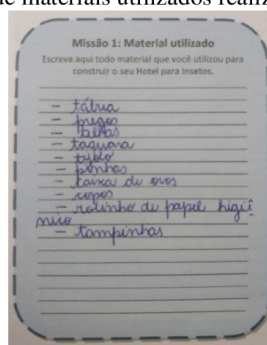 de materiais utilizados realiz
Missão 1: Material utilizado
Escreva aqui todo material que você utilizou para
construir o seu Hotel para insetos.
- tábua
- pregos
- telhas
- taquara
- tijolo
- pinhas
- caixa de ovos
- copos
- rolinho de papel higiê
nico
- tampinhas